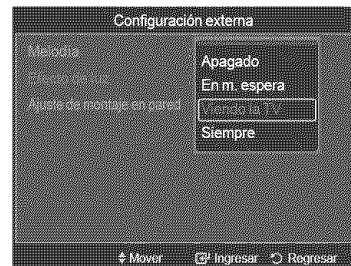 Configuración externa
Melodía
Efecto de luz
Ajuste de montaje en pared
Apagado
En m. espera
Viendo la TV
Siempre
Mover Ingresar Regresar